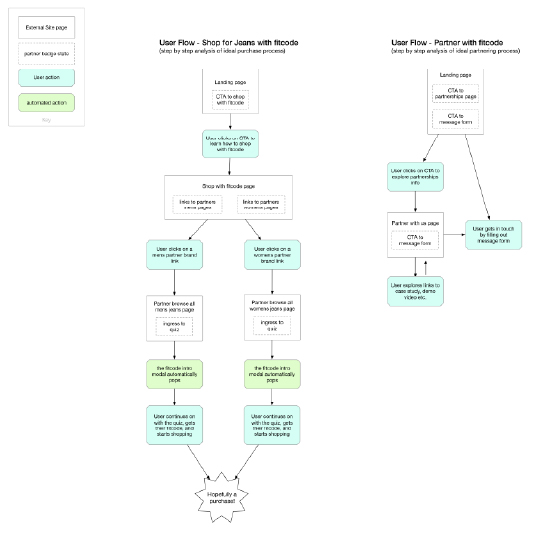 External Site page
partner badge state
User action
automated action
Key
User Flow - Shop for Jeans with fitcode
(step by step analysis of ideal purchase process)
Landing page
CTA to shop
with fitcode
User clicks on CTA to
learn how to shop
with fitcode
Shop with fitcode page
links to partners
mens pages
links to partners
womens pages
User clicks on a
mens partner brand
link
User clicks on a
womens partner
brand link
Partner browse all
mens jeans page
ingress to
quiz
Partner browse all
womens jeans page
ingress to
quiz
the fitcode intro
modal automatically
pops
the fitcode intro
modal automatically
pops
User continues on
with the quiz, gets
their fitcode, and
starts shopping
User continues on
with the quiz, gets
their fitcode, and
starts shopping
Hopefully a
purchase!
User Flow - Partner with fitcode
(step by step analysis of ideal partnering process)
Landing page
CTA to
partnerships page
CTA to
message form
User clicks on CTA to
explore partnerships
info
Partner with us page
CTA to
message form
User gets in touch
by filling out
message form
User explores links to
case study, demo
video etc.